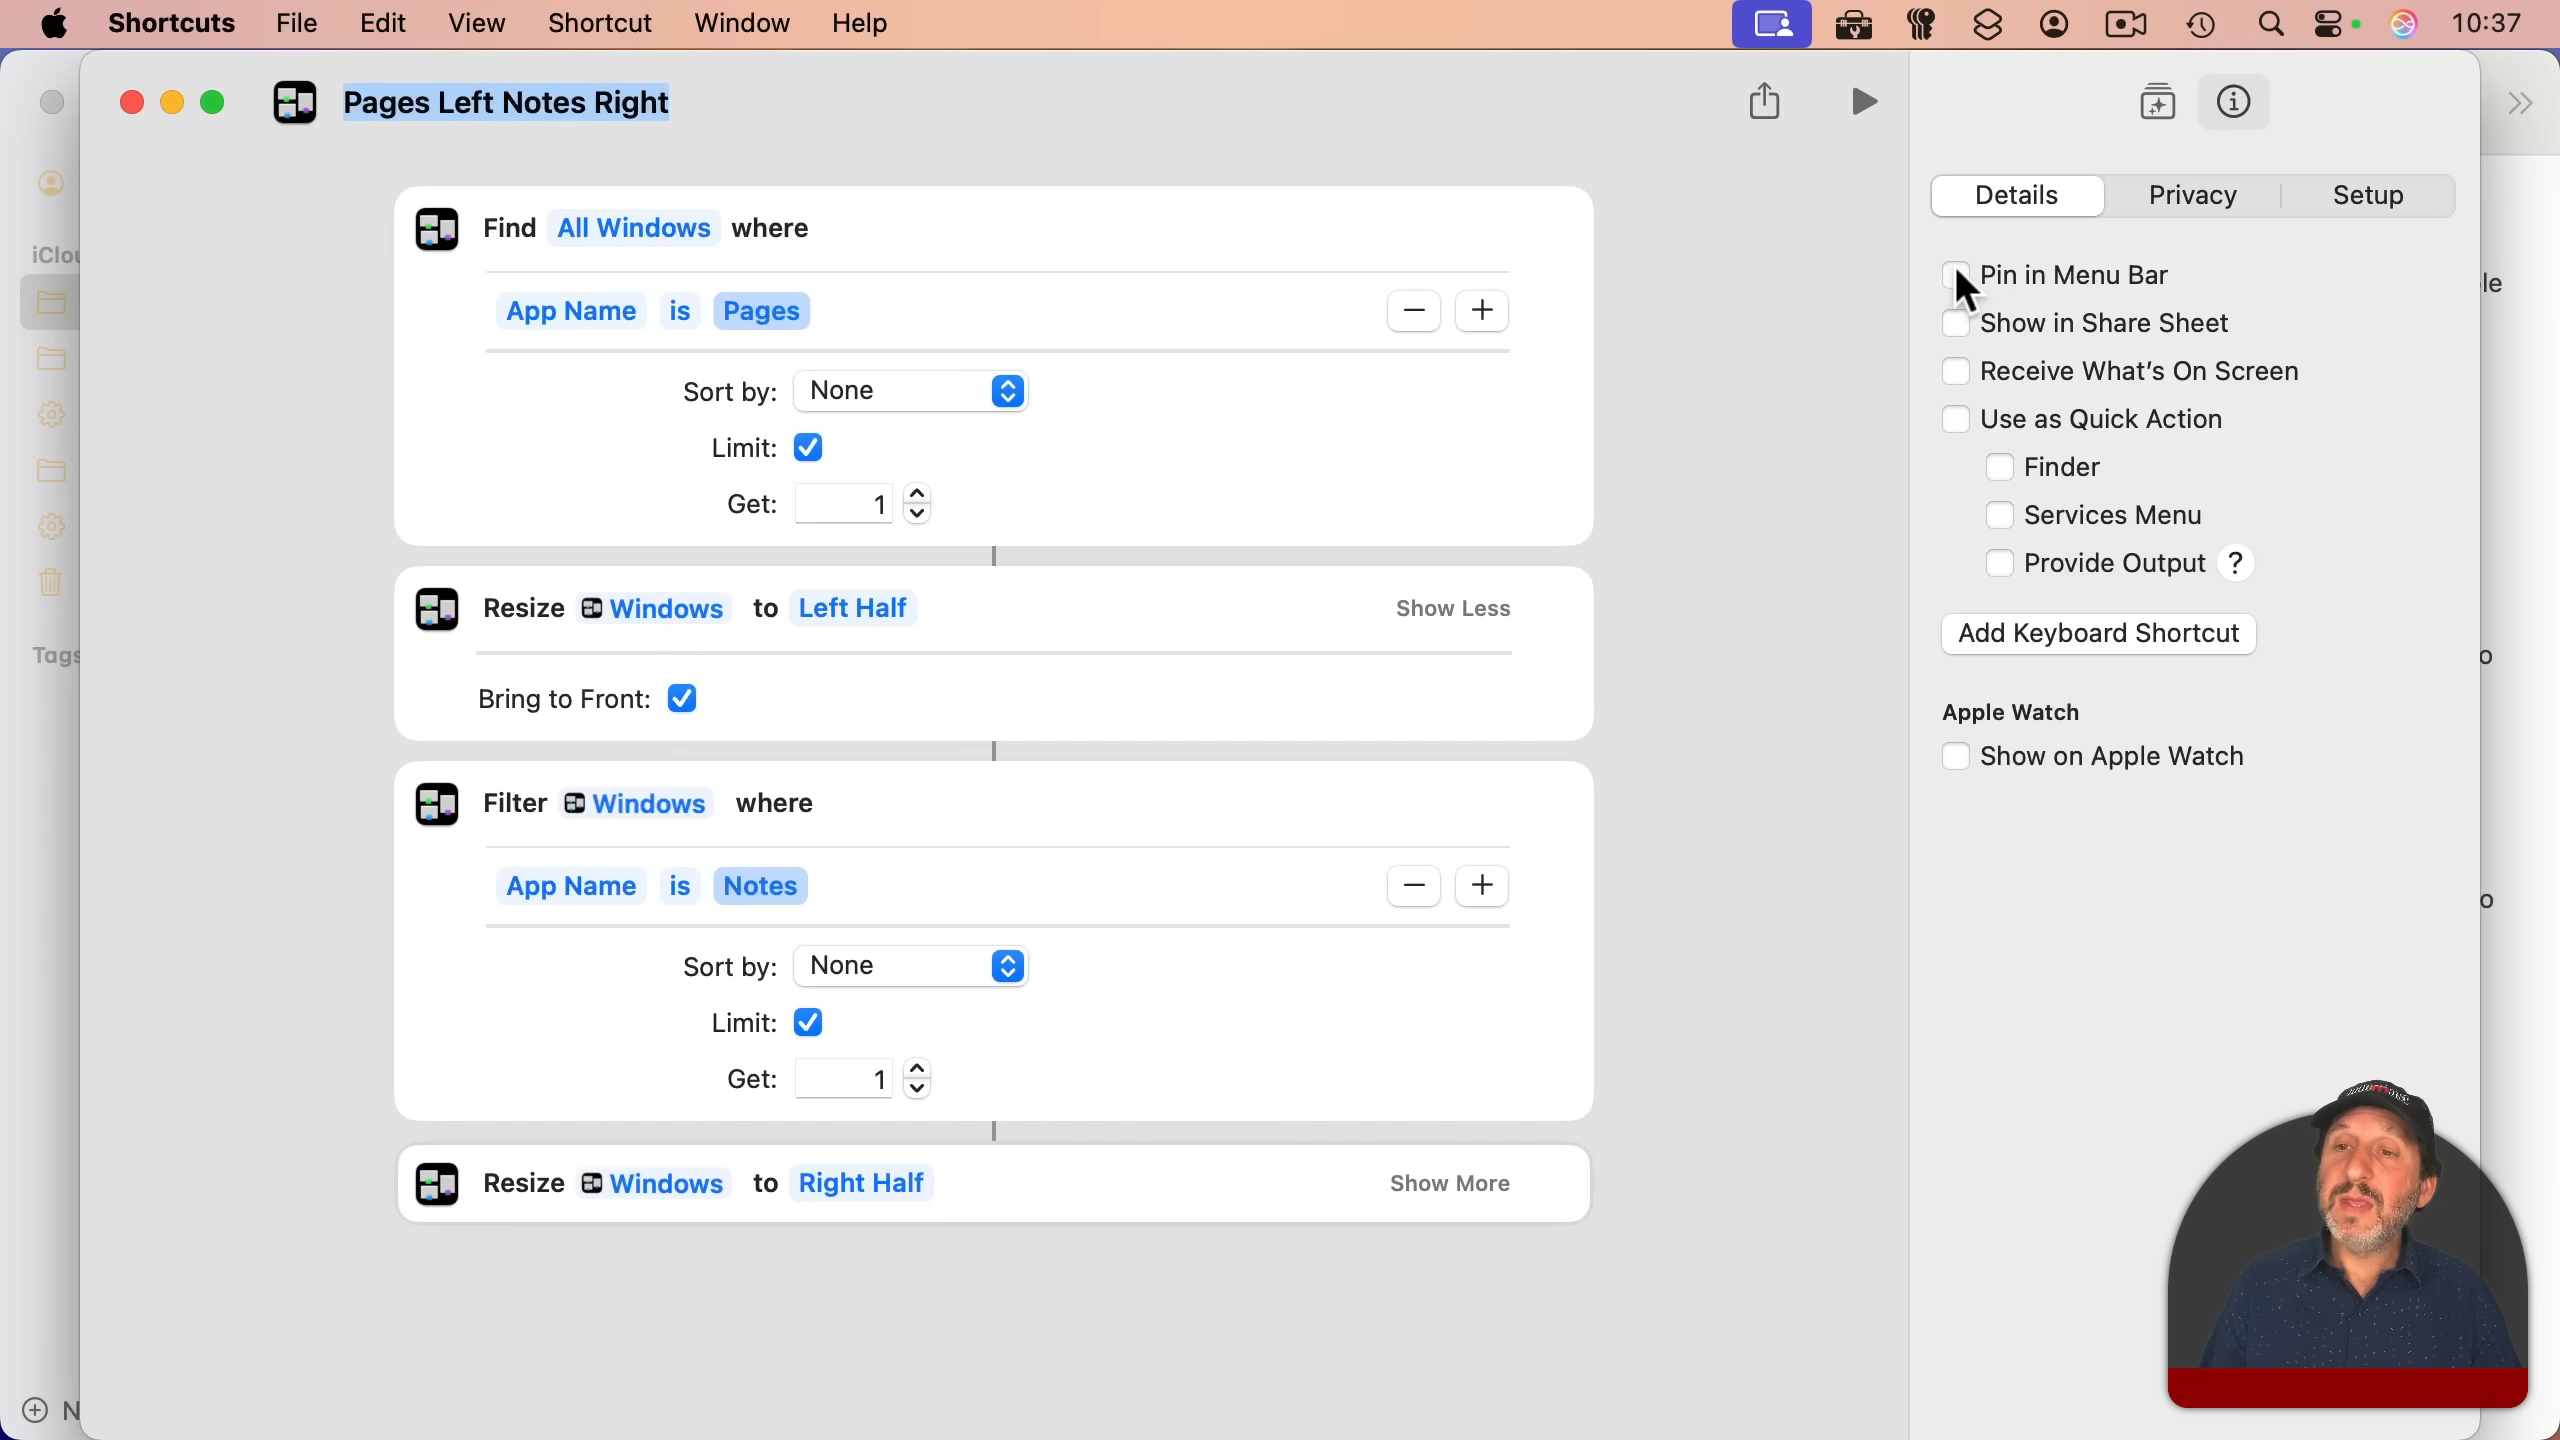 Shortcuts File Edit View Shortcut Window Help 10:37
Pages Left Notes Right
Find All Windows where
App Name is Pages
Sort by: None
Limit:
Get: 1
Resize Windows to Left Half Show Less
Bring to Front:
Filter Windows where
App Name is Notes
Sort by: None
Limit:
Get: 1
Resize Windows to Right Half Show More
Details Privacy Setup
Pin in Menu Bar
Show in Share Sheet
Receive What's On Screen
Use as Quick Action
Finder
Services Menu
Provide Output ?
Add Keyboard Shortcut
Apple Watch
Show on Apple Watch
iClou
Tags
N
le
o
o